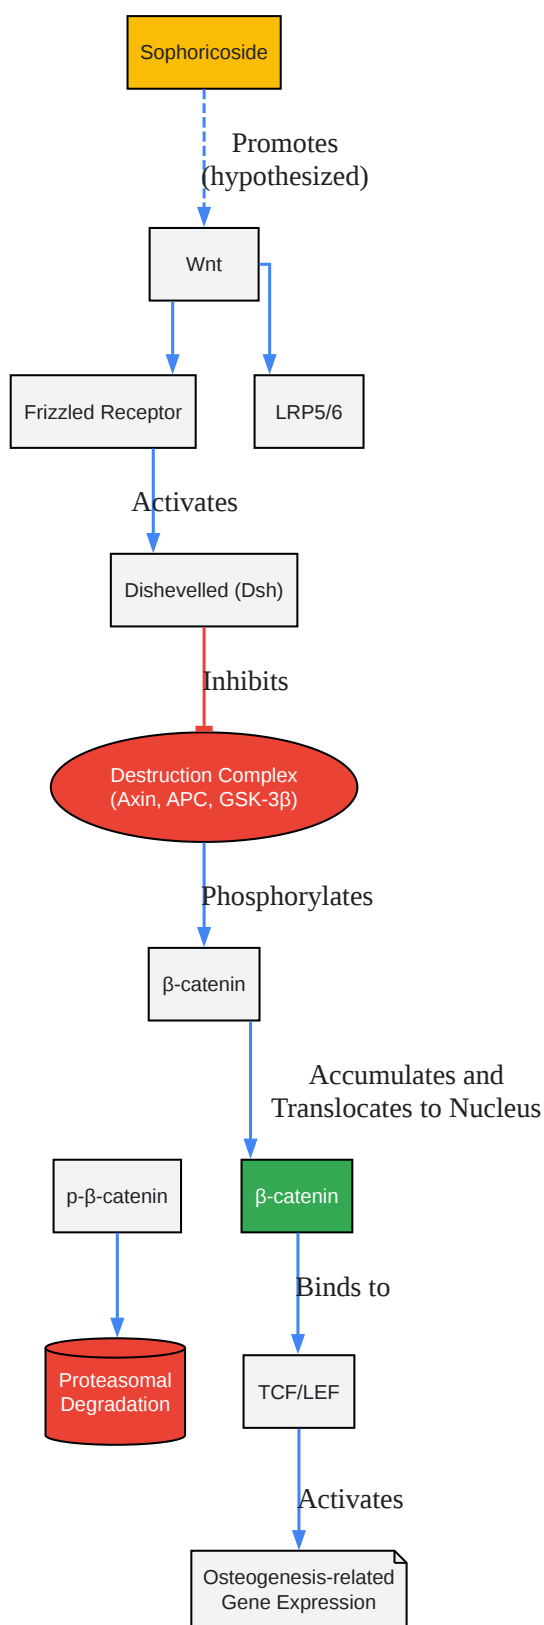 Sophoricoside
Promotes
(hypothesized)
Wnt
Frizzled Receptor
LRP5/6
Activates
Dishevelled (Dsh)
Inhibits
Destruction Complex
(Axin, APC, GSK-3β)
Phosphorylates
β-catenin
Accumulates and
Translocates to Nucleus
p-β-catenin
β-catenin
Binds to
Proteasomal
Degradation
TCF/LEF
Activates
Osteogenesis-related
Gene Expression